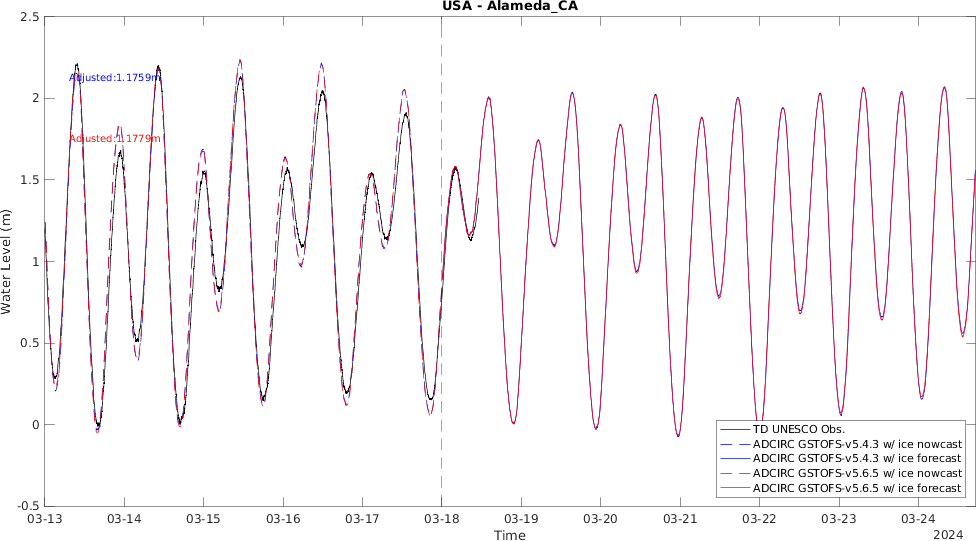 USA - Alameda_CA
2.5
2
1.5
1
0.5
0
-0.5
Water Level (m)
Adjusted:1.1759m
Adjusted:1.1779m
TD UNESCO Obs.
ADCIRC GSTOFS-v5.4.3 w/ ice nowcast
ADCIRC GSTOFS-v5.4.3 w/ ice forecast
ADCIRC GSTOFS-v5.6.5 w/ ice nowcast
ADCIRC GSTOFS-v5.6.5 w/ ice forecast
03-13 03-14 03-15 03-16 03-17 03-18 03-19 03-20 03-21 03-22 03-23 03-24
Time
2024